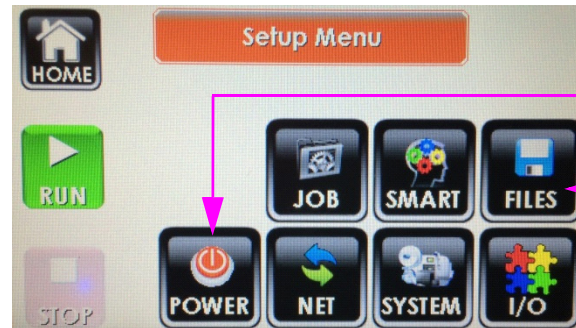 Setup Menu
HOME
RUN
JOB
SMART
FILES
STOP
POWER
NET
SYSTEM
I/O